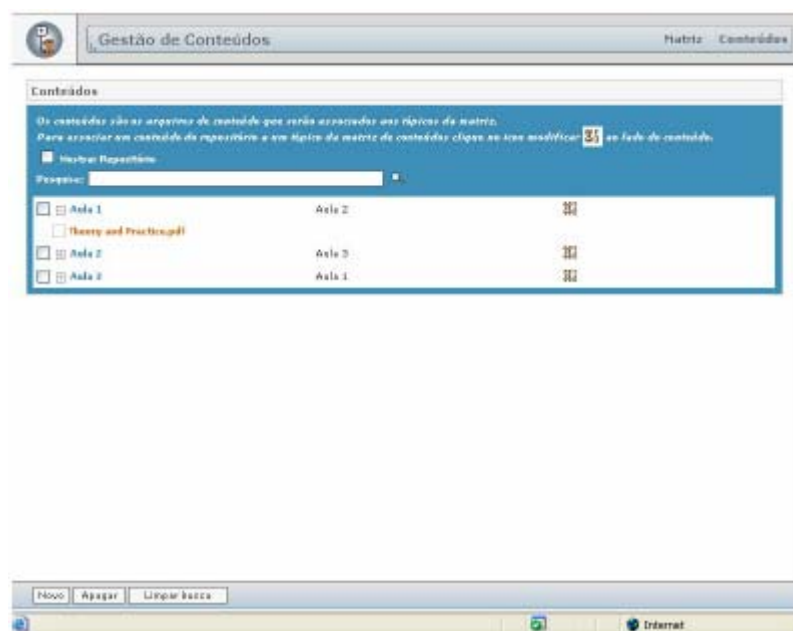 Gestão de Conteúdos
Matriz Conteúdos
Conteúdos
Os conteúdos são os arquivos de conteúdo que serão associados aos tópicos da matriz.
Para associar um conteúdo do repositório a um tópico da matriz de conteúdos clique no ícone modificar ao lado do conteúdo.
Mostrar Repositório
Pesquisa:
Aula 1 Aula 2
Theory and Practice.pdf
Aula 2 Aula 3
Aula 3 Aula 1
Novo Apagar Limpar busca
Internet